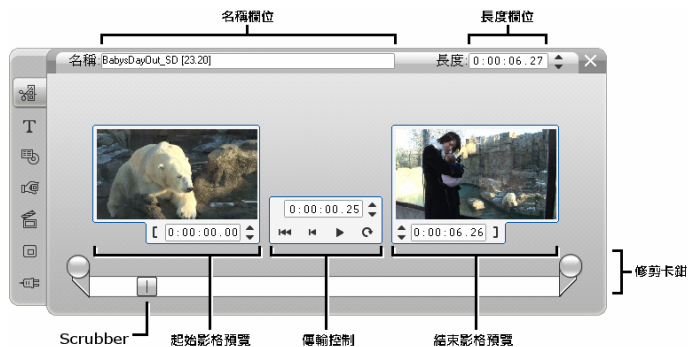 名稱欄位
長度欄位
名稱: BabysDayOut_SD [23.20]
長度: 0:00:06.27
T
0:00:00.25
[ 0:00:00.00
0:00:06.26 ]
修剪卡鉗
Scrubber
起始影格預覽
傳輸控制
結束影格預覽